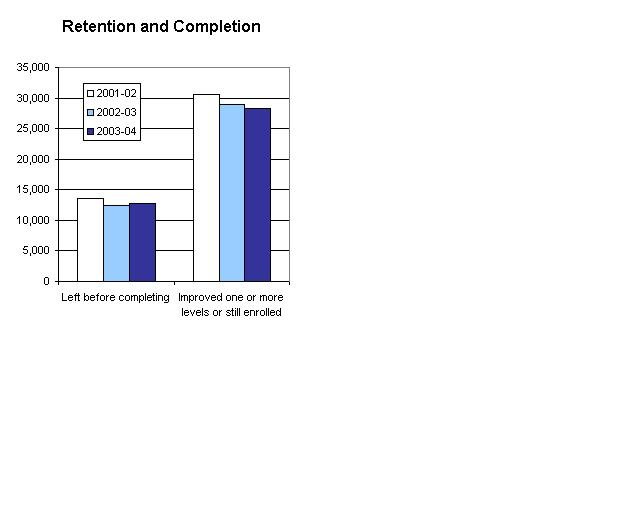 Retention and Completion
35,000
30,000
25,000
20,000
15,000
10,000
5,000
0
2001-02
2002-03
2003-04
Left before completing
Improved one or more
levels or still enrolled